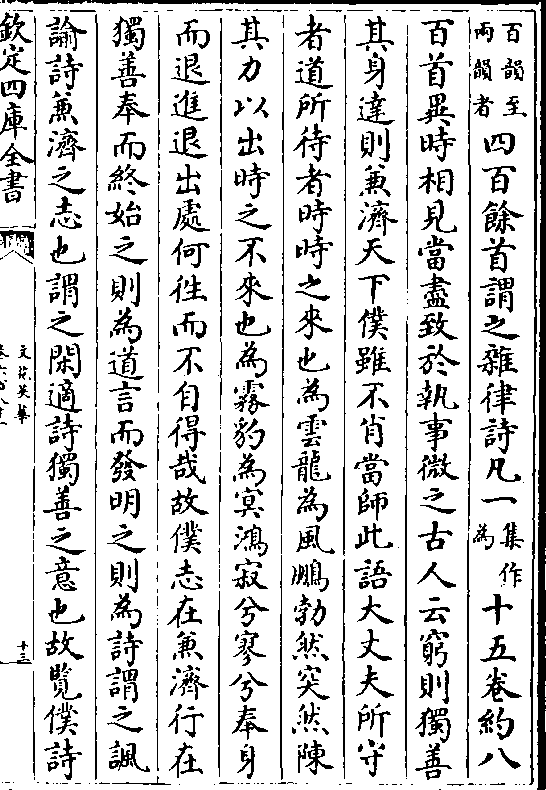 百韻至兩韻者四百餘首謂之雜律詩凡一集作為十五卷約八
百首異時相見當盡致於執事微之古人云窮則獨善
其身達則兼濟天下僕雖不肖當師此語大丈夫所守
者道所待者時時之來也為雲龍為風鵬勃然突然陳
其力以出時之不來也為霧豹為冥鴻寂兮寥兮奉身
而退進退出處何徃而不自得哉故僕志在兼濟行在
獨善奉而終始之則為道言而發明之則為詩謂之諷
諭詩兼濟之志也謂之閑適詩獨善之意也故覽僕詩
欽定四庫全書
文苑英華
十三